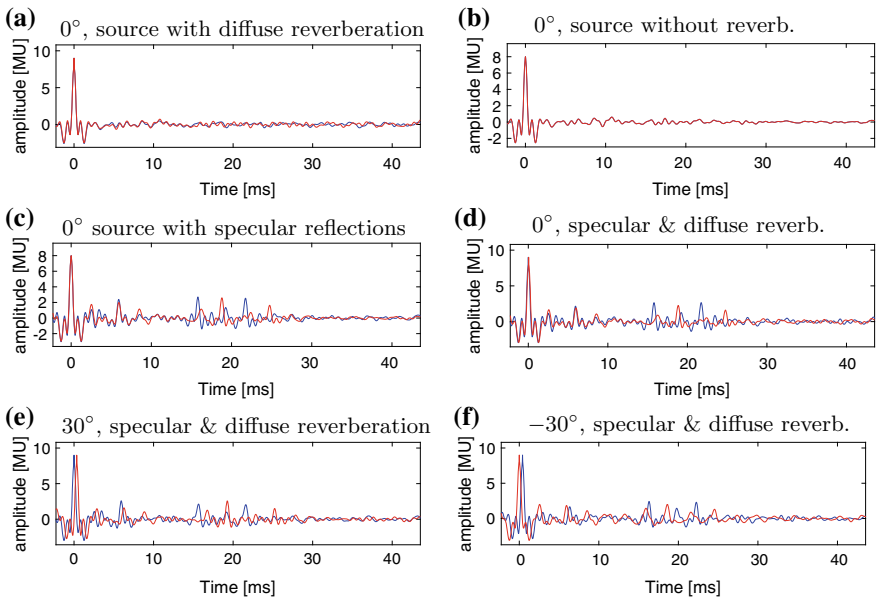 (a) 0°, source with diffuse reverberation
amplitude [MU]
10
5
0
0 10 20 30 40
Time [ms]
(b) 0°, source without reverb.
amplitude [MU]
8
6
4
2
0
-2
0 10 20 30 40
Time [ms]
(c) 0° source with specular reflections
amplitude [MU]
8
6
4
2
0
-2
0 10 20 30 40
Time [ms]
(d) 0°, specular & diffuse reverb.
amplitude [MU]
10
5
0
0 10 20 30 40
Time [ms]
(e) 30°, specular & diffuse reverberation
amplitude [MU]
10
5
0
0 10 20 30 40
Time [ms]
(f) −30°, specular & diffuse reverb.
amplitude [MU]
10
5
0
0 10 20 30 40
Time [ms]